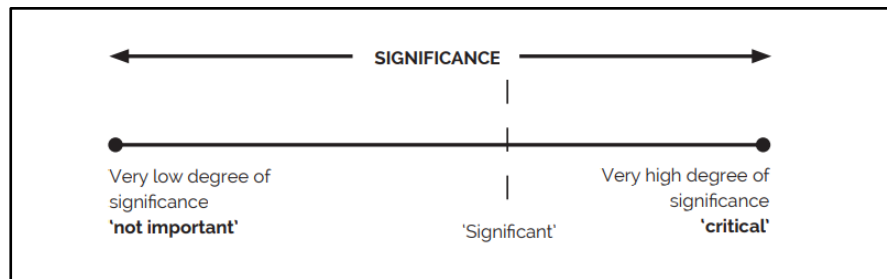 SIGNIFICANCE
Very low degree of
significance
'not important'
'Significant'
Very high degree of
significance
'critical'